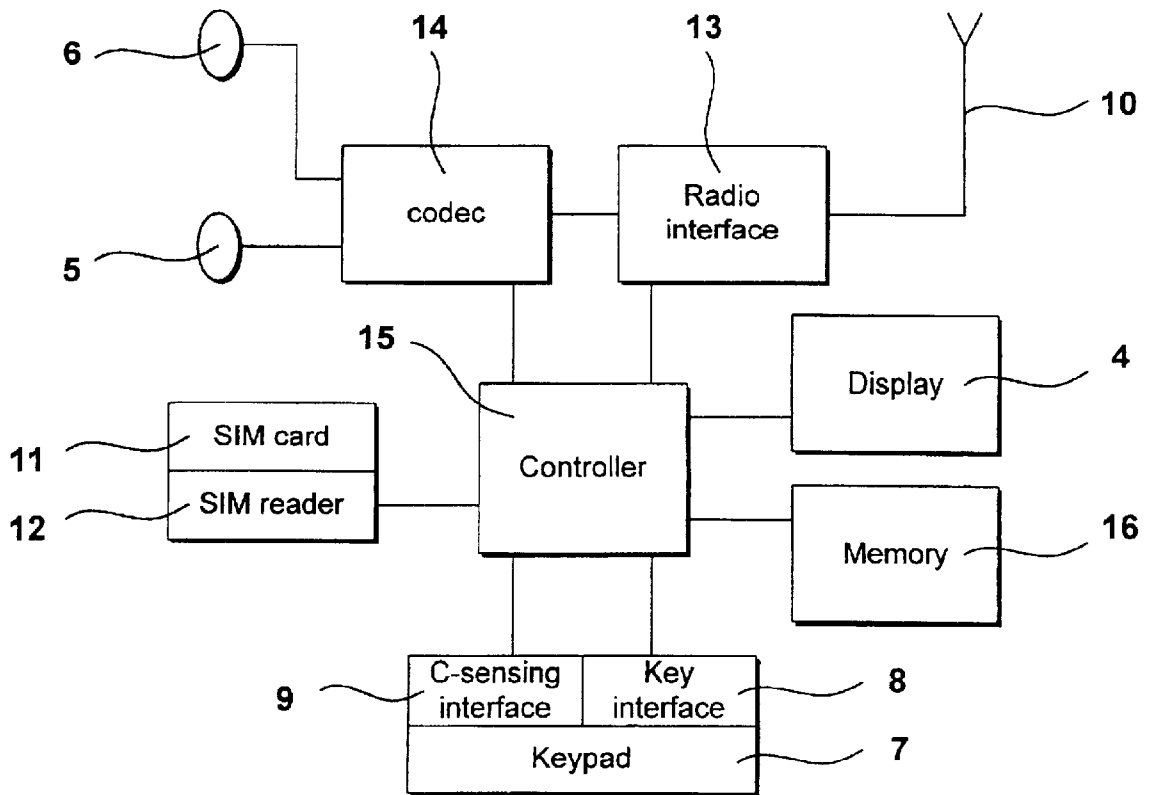 6
14
13
10
codec
Radio
interface
5
15
4
Display
11
SIM card
Controller
12
SIM reader
16
Memory
9
C-sensing
interface
Key
interface
8
Keypad
7